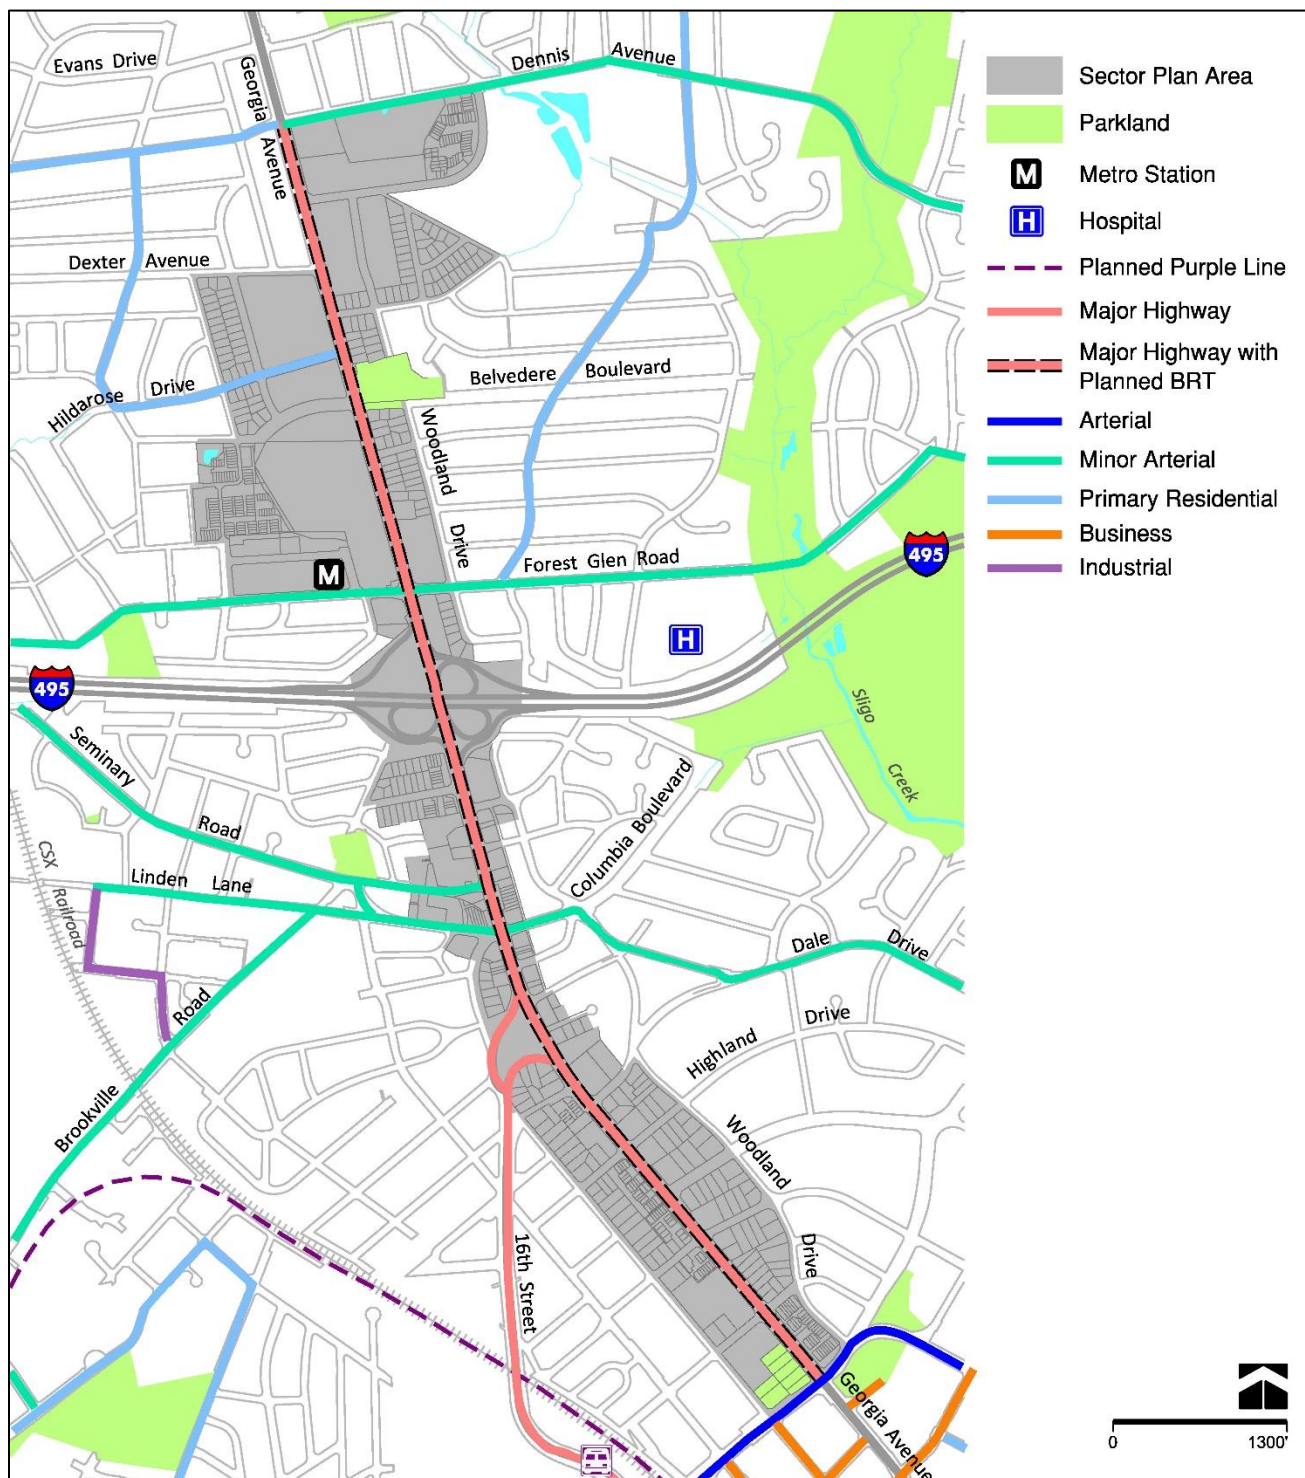 Evans Drive
Georgia Avenue
Dennis Avenue
Dexter Avenue
Hildarose Drive
Belvedere Boulevard
Woodland Drive
M
Forest Glen Road
495
H
495
Sligo Creek
Seminary Road
Columbia Boulevard
CSX Railroad
Linden Lane
Dale Drive
Brookville Road
Highland Drive
Woodland Drive
16th Street
Georgia Avenue
Sector Plan Area
Parkland
M Metro Station
H Hospital
Planned Purple Line
Major Highway
Major Highway with
Planned BRT
Arterial
Minor Arterial
Primary Residential
Business
Industrial
0 1300'